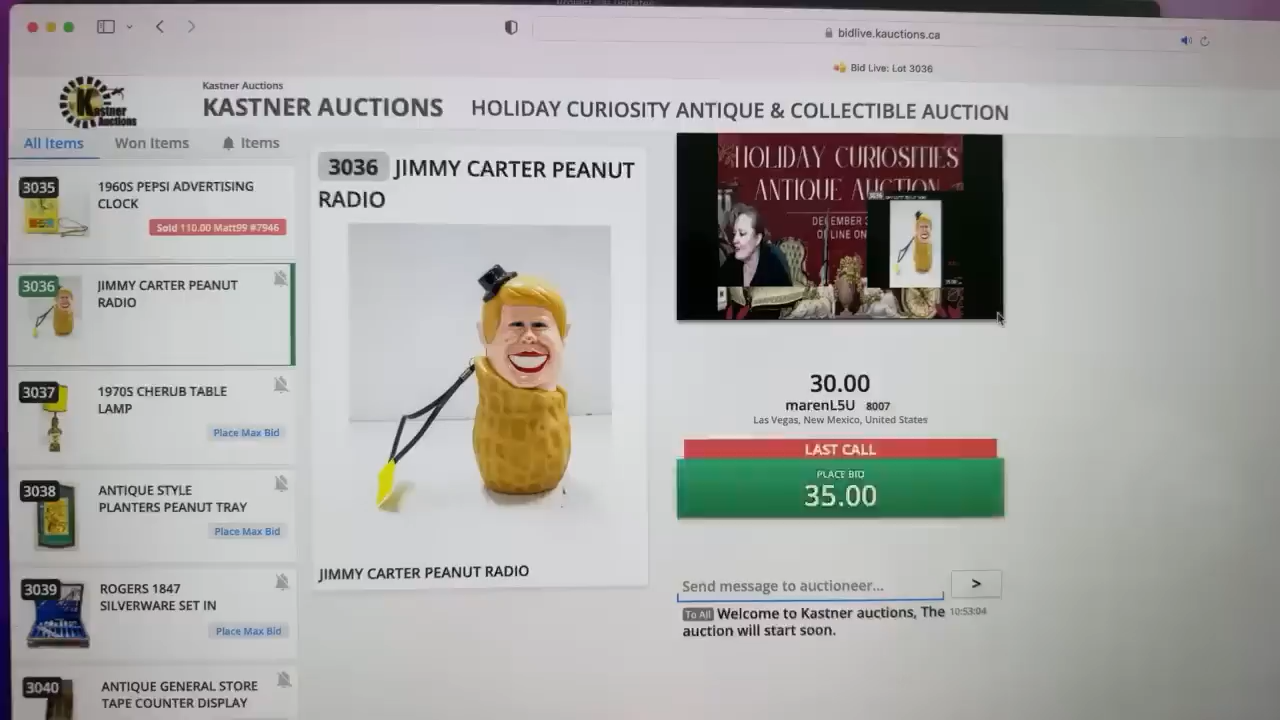 bidlive.kauctions.ca
Bid Live: Lot 3036
Kastner
Auctions
Kastner Auctions
KASTNER AUCTIONS
HOLIDAY CURIOSITY ANTIQUE & COLLECTIBLE AUCTION
All Items Won Items Items
3035 1960S PEPSI ADVERTISING
CLOCK
Sold 110.00 Matt99 #7946
3036 JIMMY CARTER PEANUT
RADIO
3037 1970S CHERUB TABLE
LAMP
Place Max Bid
3038 ANTIQUE STYLE
PLANTERS PEANUT TRAY
Place Max Bid
3039 ROGERS 1847
SILVERWARE SET IN
Place Max Bid
3040 ANTIQUE GENERAL STORE
TAPE COUNTER DISPLAY
3036 JIMMY CARTER PEANUT
RADIO
JIMMY CARTER PEANUT RADIO
HOLIDAY CURIOSITIES
ANTIQUE AUCTION
DECEMBER 3
ONLINE ON
30.00
marenL5U 8007
Las Vegas, New Mexico, United States
LAST CALL
PLACE BID
35.00
Send message to auctioneer...
>
To All Welcome to Kastner auctions, The 10:53:04
auction will start soon.